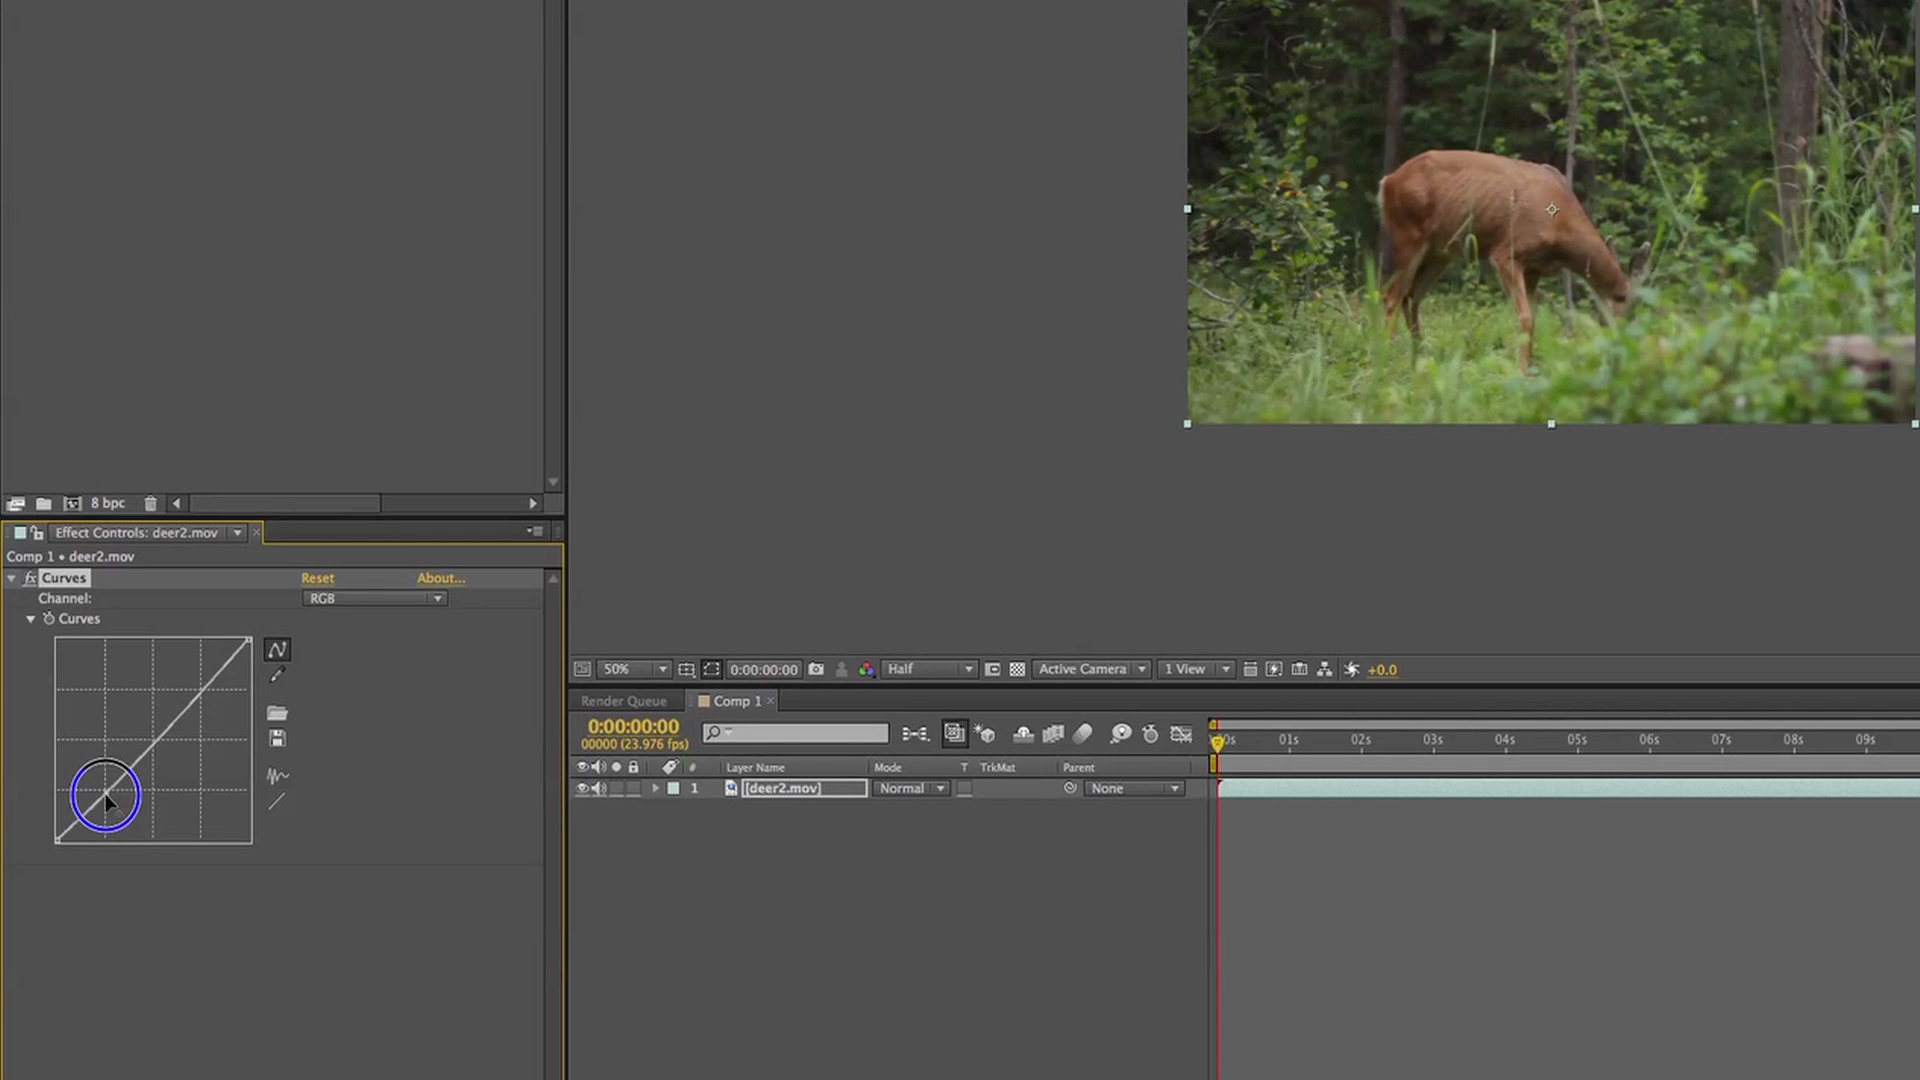 8 bpc
Effect Controls: deer2.mov
Comp 1 • deer2.mov
fx Curves Reset About...
Channel: RGB
Curves
50% 0:00:00:00 Half Active Camera 1 View +0.0
Render Queue Comp 1
0:00:00:00
00000 (23.976 fps)
01s 02s 03s 04s 05s 06s 07s 08s 09s
# Layer Name Mode T TrkMat Parent
1 [deer2.mov] Normal None